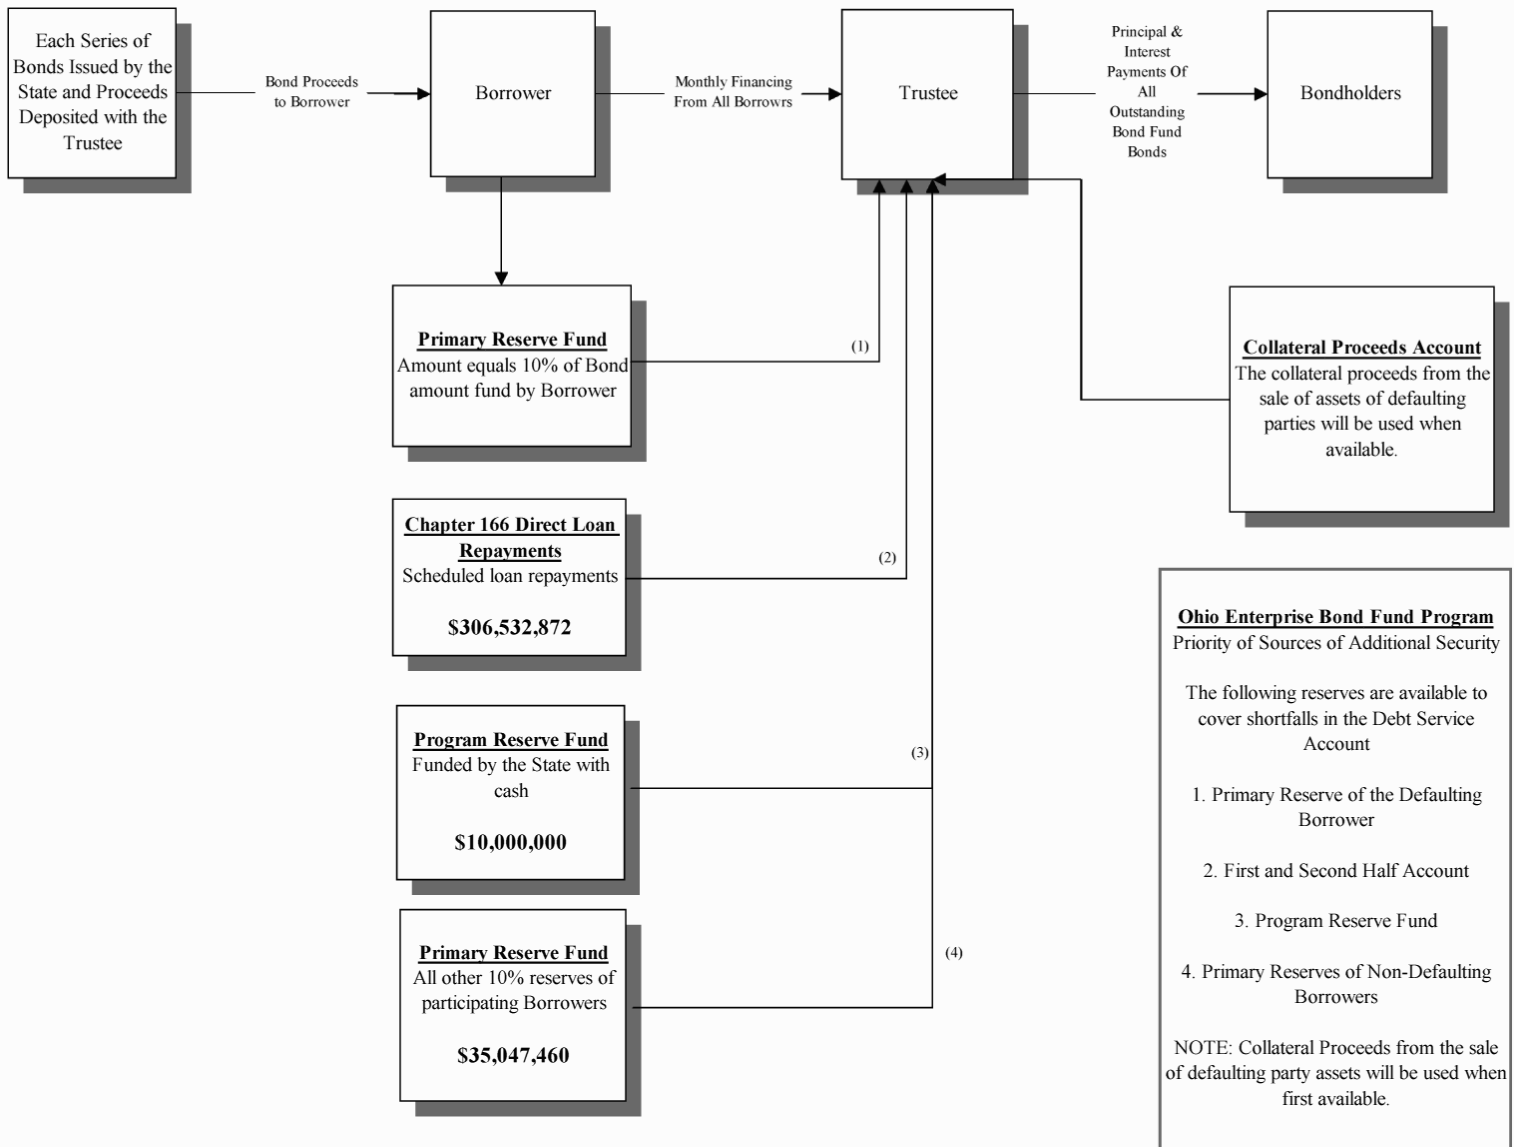 Each Series of
Bonds Issued by the
State and Proceeds
Deposited with the
Trustee
Bond Proceeds
to Borrower
Borrower
Monthly Financing
From All Borrowrs
Trustee
Principal &
Interest
Payments Of
All
Outstanding
Bond Fund
Bonds
Bondholders
Primary Reserve Fund
Amount equals 10% of Bond
amount fund by Borrower
(1)
Chapter 166 Direct Loan
Repayments
Scheduled loan repayments
$306,532,872
(2)
Program Reserve Fund
Funded by the State with
cash
$10,000,000
(3)
Primary Reserve Fund
All other 10% reserves of
participating Borrowers
$35,047,460
(4)
Collateral Proceeds Account
The collateral proceeds from the
sale of assets of defaulting
parties will be used when
available.
Ohio Enterprise Bond Fund Program
Priority of Sources of Additional Security
The following reserves are available to
cover shortfalls in the Debt Service
Account
1. Primary Reserve of the Defaulting
Borrower
2. First and Second Half Account
3. Program Reserve Fund
4. Primary Reserves of Non-Defaulting
Borrowers
NOTE: Collateral Proceeds from the sale
of defaulting party assets will be used when
first available.